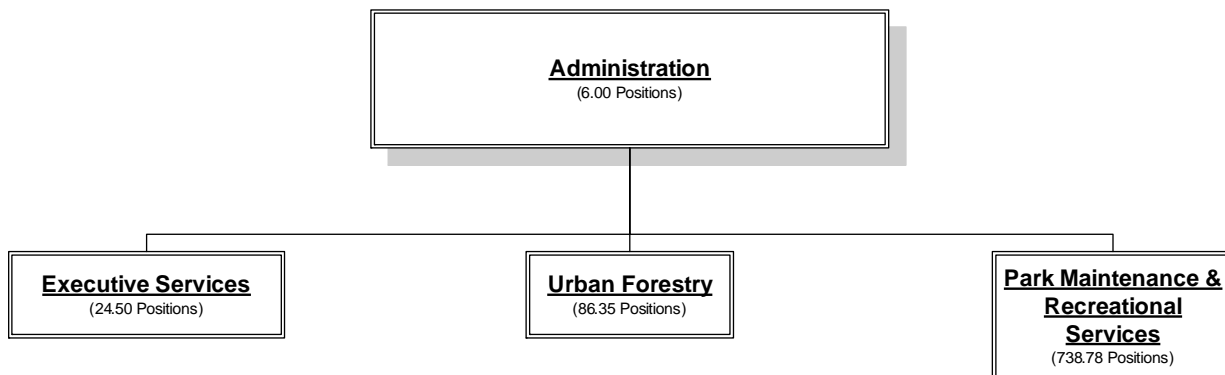 Administration
(6.00 Positions)
Executive Services
(24.50 Positions)
Urban Forestry
(86.35 Positions)
Park Maintenance &
Recreational
Services
(738.78 Positions)